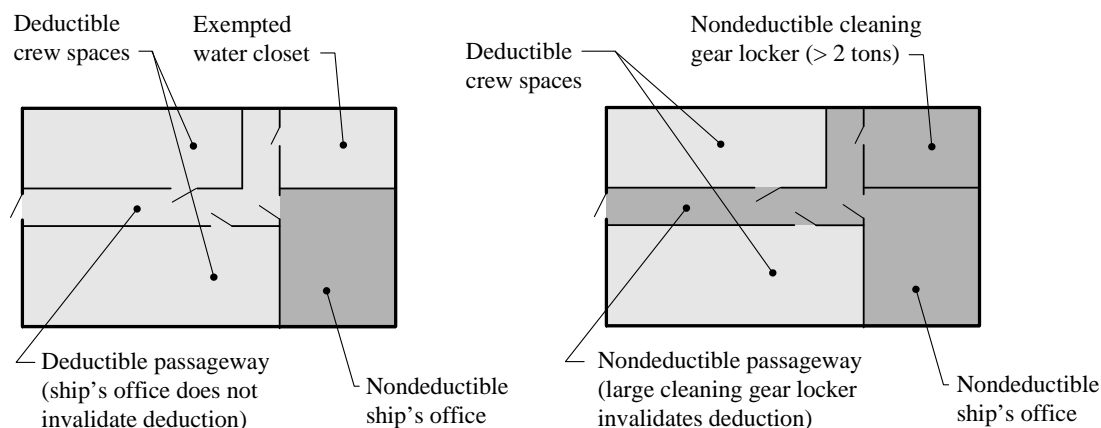 Deductible
crew spaces
Exempted
water closet
Deductible passageway
(ship's office does not
invalidate deduction)
Nondeductible
ship's office
Deductible
crew spaces
Nondeductible cleaning
gear locker (> 2 tons)
Nondeductible passageway
(large cleaning gear locker
invalidates deduction)
Nondeductible
ship's office